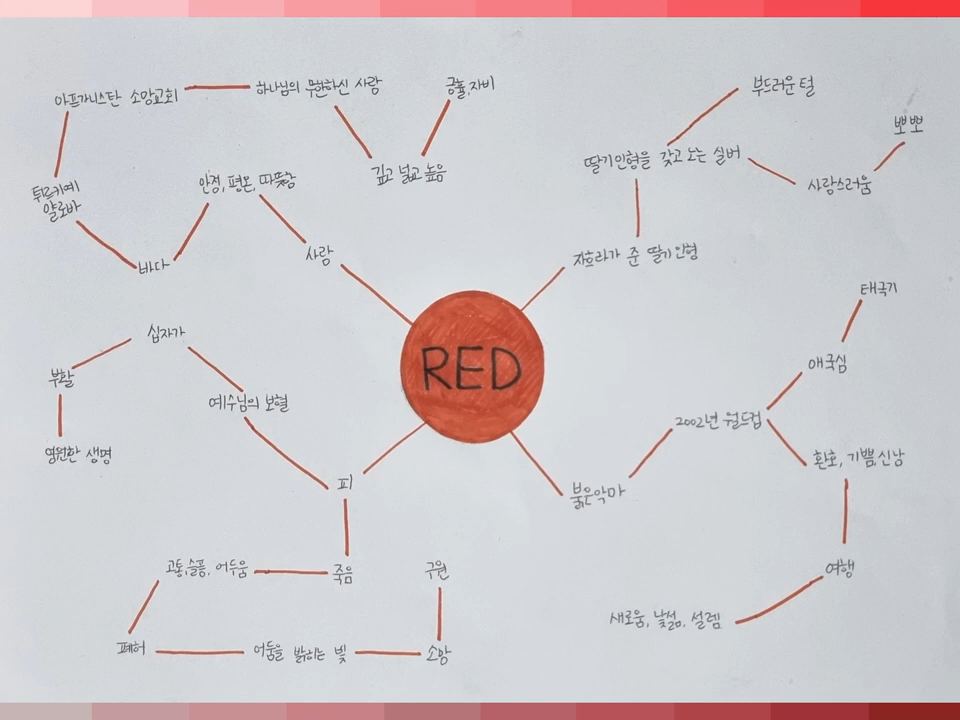 부드러운 털
아프가니스탄 소망교회
하나님의 무한하신 사랑
긍휼, 자비
뽀뽀
딸기인형을 갖고 노는 실버
깊고 넓고 높음
사랑스러움
튀르키예
얄로바
안정, 평온, 따뜻함
사람
자흐라가 준 딸기인형
바다
태극기
십자가
RED
애국심
부활
예수님의 보혈
2002년 월드컵
영원한 생명
환호, 기쁨, 신남
피
붉은악마
고통, 슬픔, 어두움
죽음
구원
여행
새로움, 낯섦, 설렘
폐허
어둠을 밝히는 빛
소망